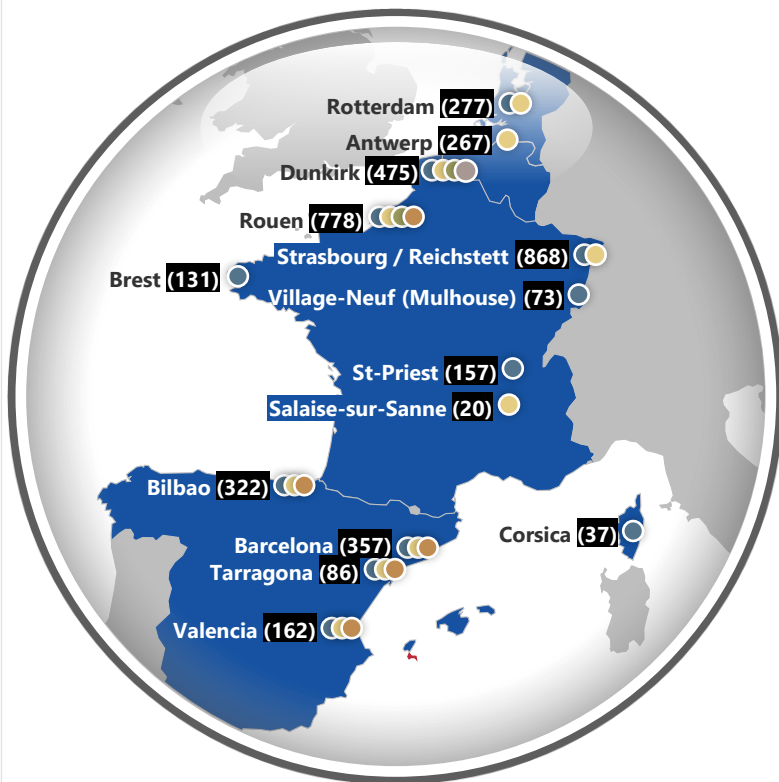 Rotterdam (277)
Antwerp (267)
Dunkirk (475)
Rouen (778)
Strasbourg / Reichstett (868)
Brest (131)
Village-Neuf (Mulhouse) (73)
St-Priest (157)
Salaise-sur-Sanne (20)
Bilbao (322)
Corsica (37)
Barcelona (357)
Tarragona (86)
Valencia (162)